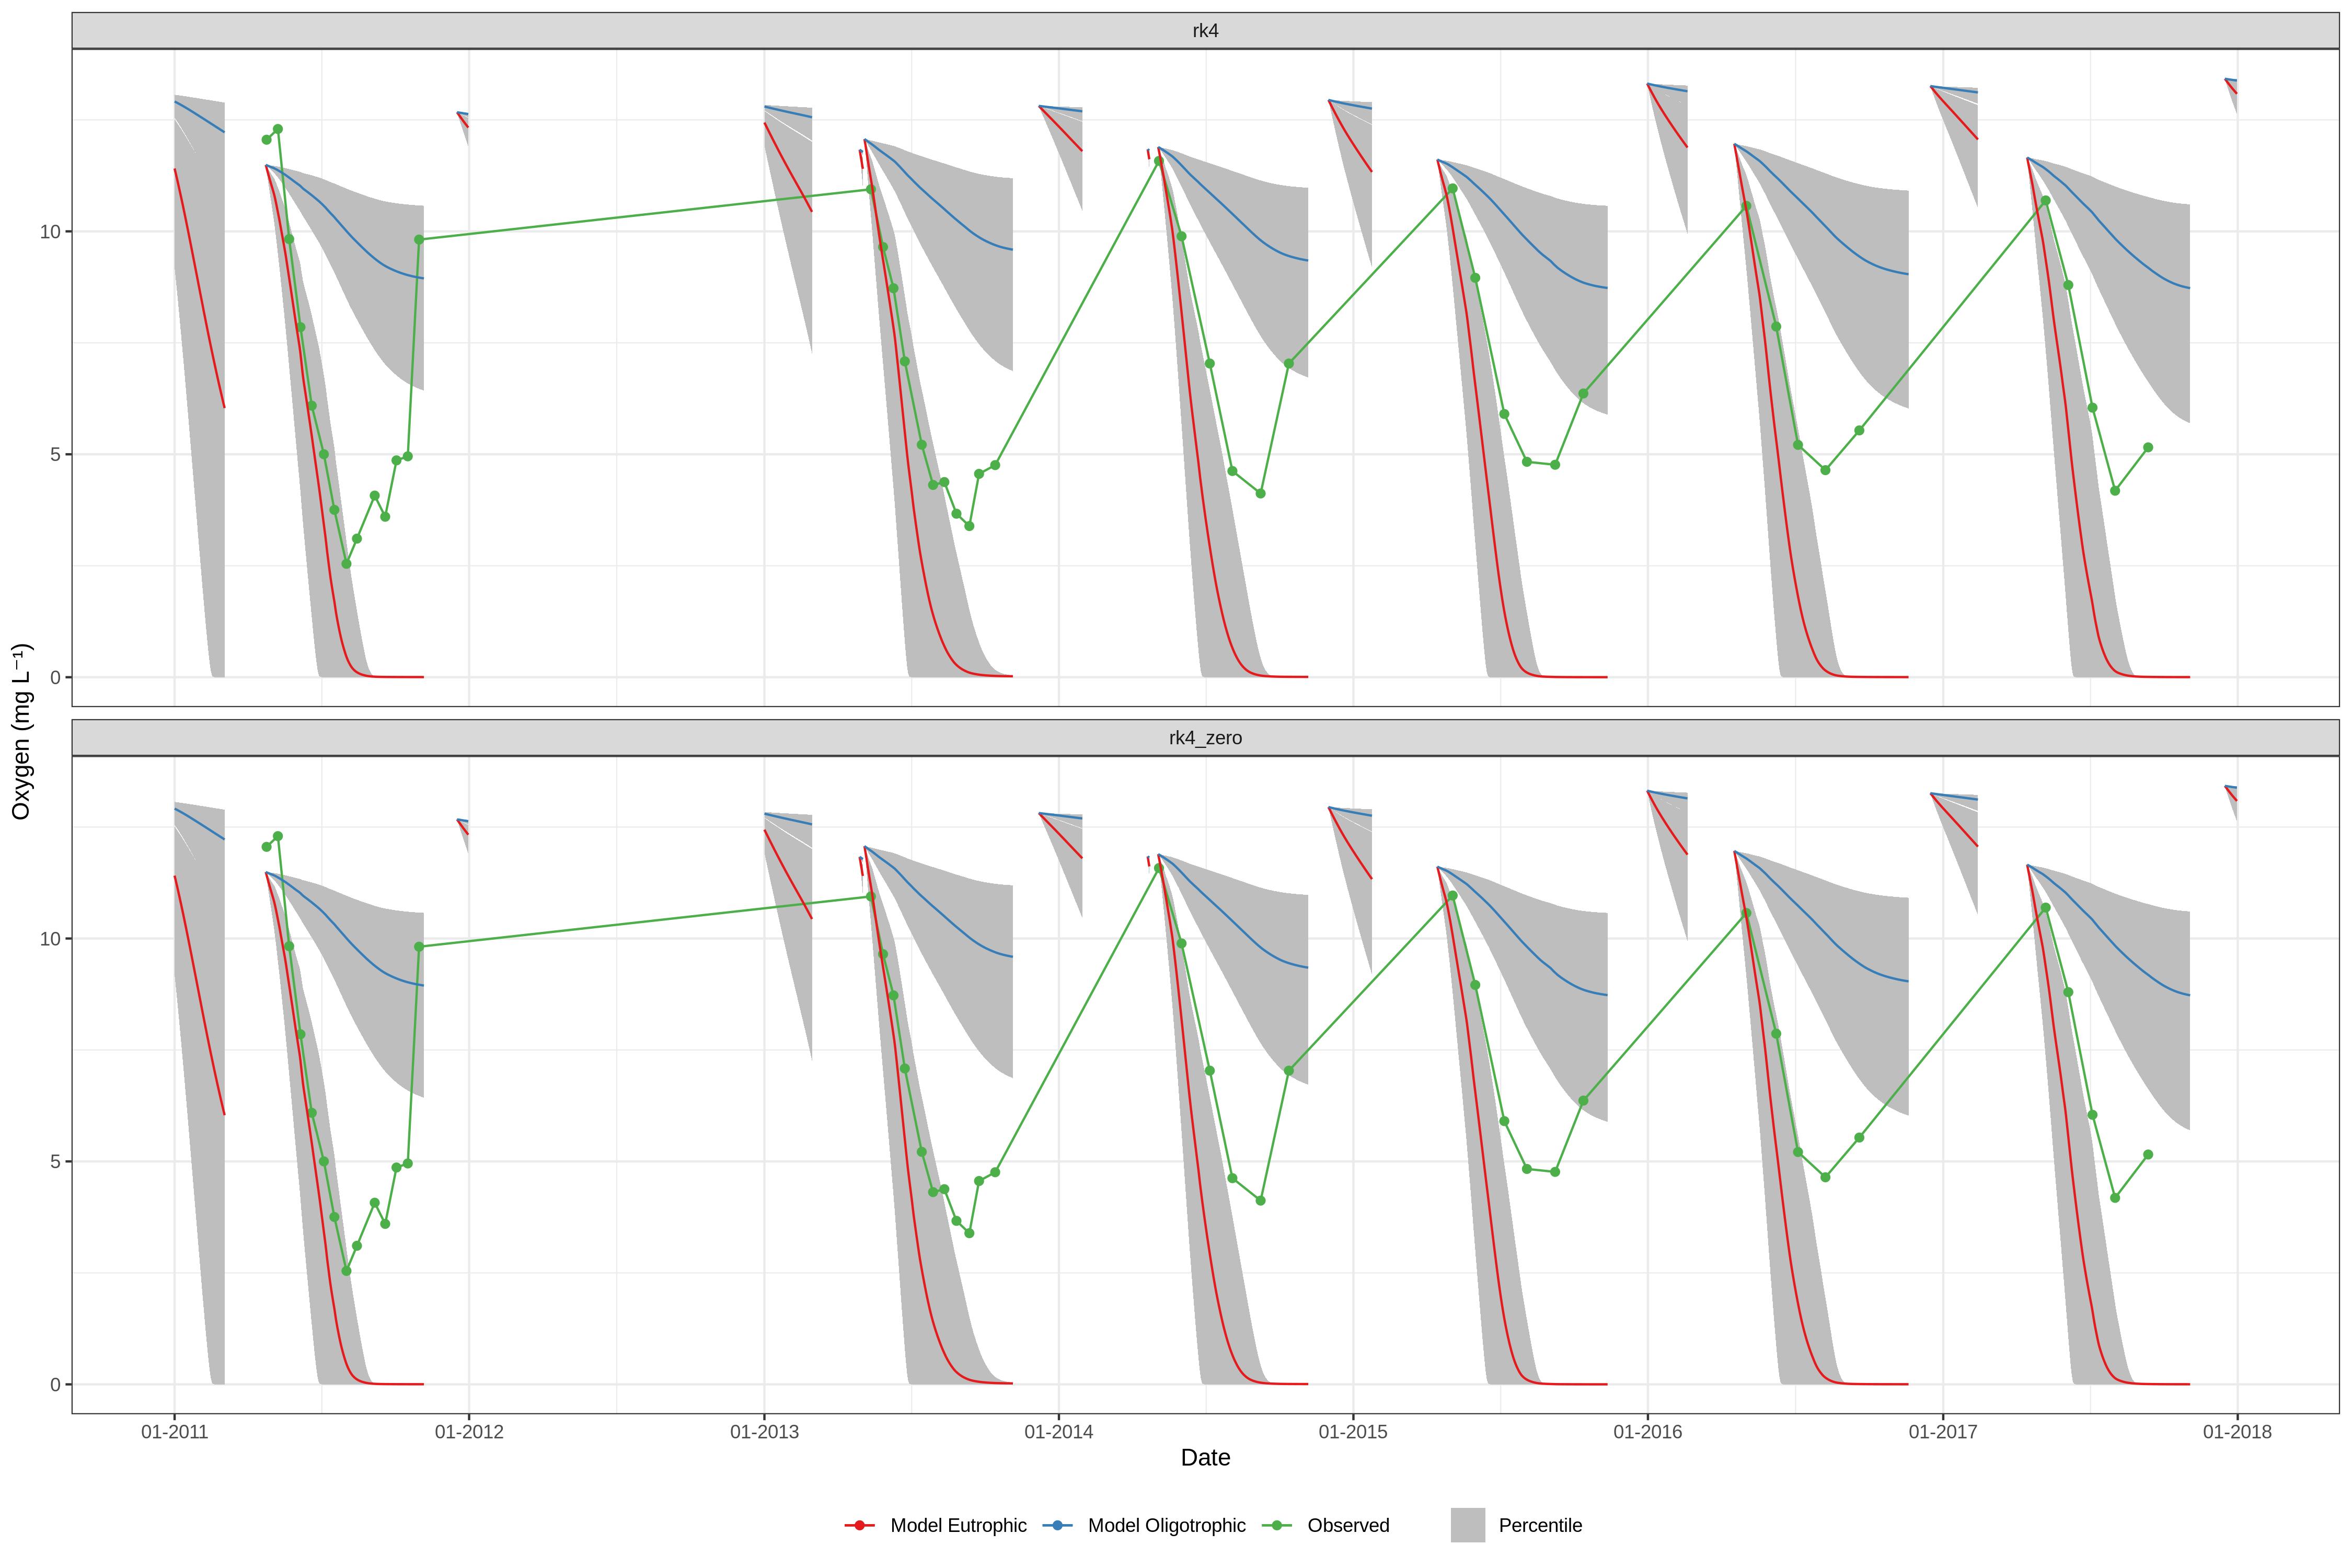 rk4
10
5
0
rk4_zero
10
5
0
Oxygen (mg L⁻¹)
01-2011 01-2012 01-2013 01-2014 01-2015 01-2016 01-2017 01-2018
Date
Model Eutrophic Model Oligotrophic Observed Percentile